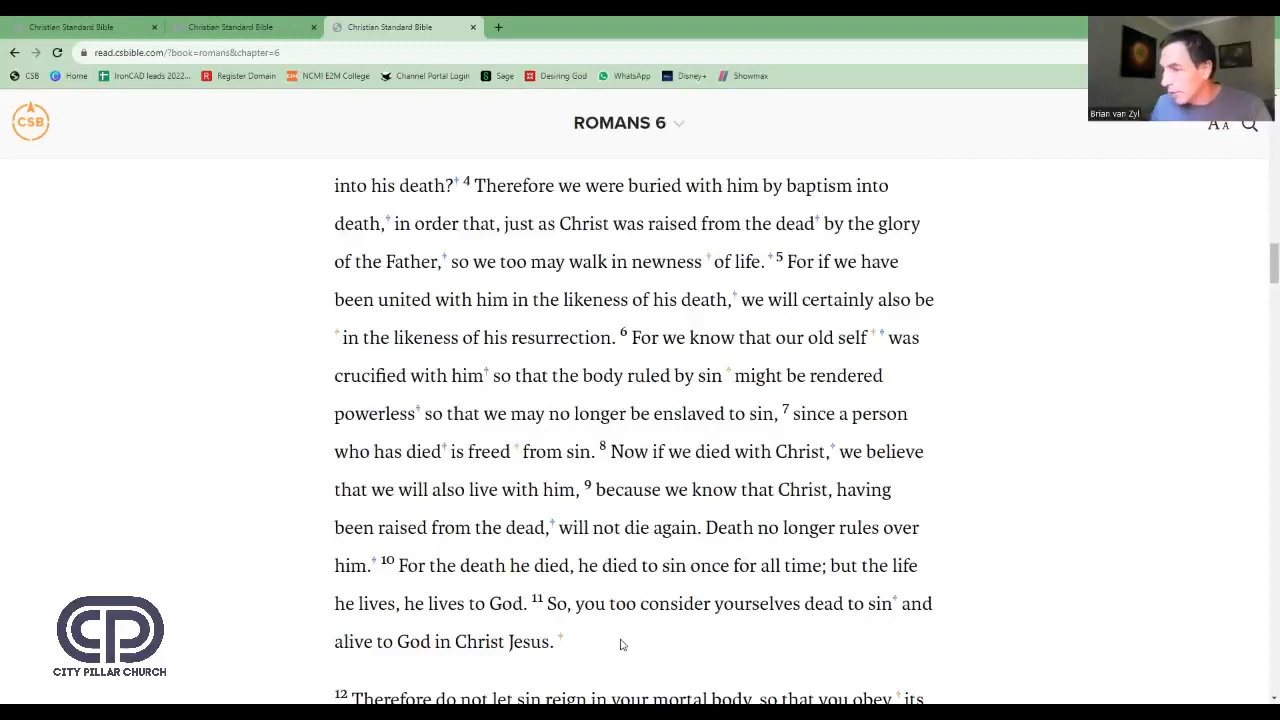 Christian Standard Bible
Christian Standard Bible
Christian Standard Bible
read.csbible.com/?book=romans&chapter=6
CSB
Home
IronCAD leads 2022...
Register Domain
NCMI E2M College
Channel Portal Login
Sage
Desiring God
WhatsApp
Disney+
Showmax
Brian van Zyl
CSB
ROMANS 6
AA
into his death?† 4 Therefore we were buried with him by baptism into
death,† in order that, just as Christ was raised from the dead† by the glory
of the Father,† so we too may walk in newness † of life. † 5 For if we have
been united with him in the likeness of his death,† we will certainly also be
† in the likeness of his resurrection. 6 For we know that our old self † † was
crucified with him† so that the body ruled by sin † might be rendered
powerless† so that we may no longer be enslaved to sin, 7 since a person
who has died† is freed † from sin. 8 Now if we died with Christ,† we believe
that we will also live with him, 9 because we know that Christ, having
been raised from the dead,† will not die again. Death no longer rules over
him.† 10 For the death he died, he died to sin once for all time; but the life
he lives, he lives to God. 11 So, you too consider yourselves dead to sin† and
alive to God in Christ Jesus. †
12 Therefore do not let sin reign in your mortal body, so that you obey † its
CP
CITY PILLAR CHURCH